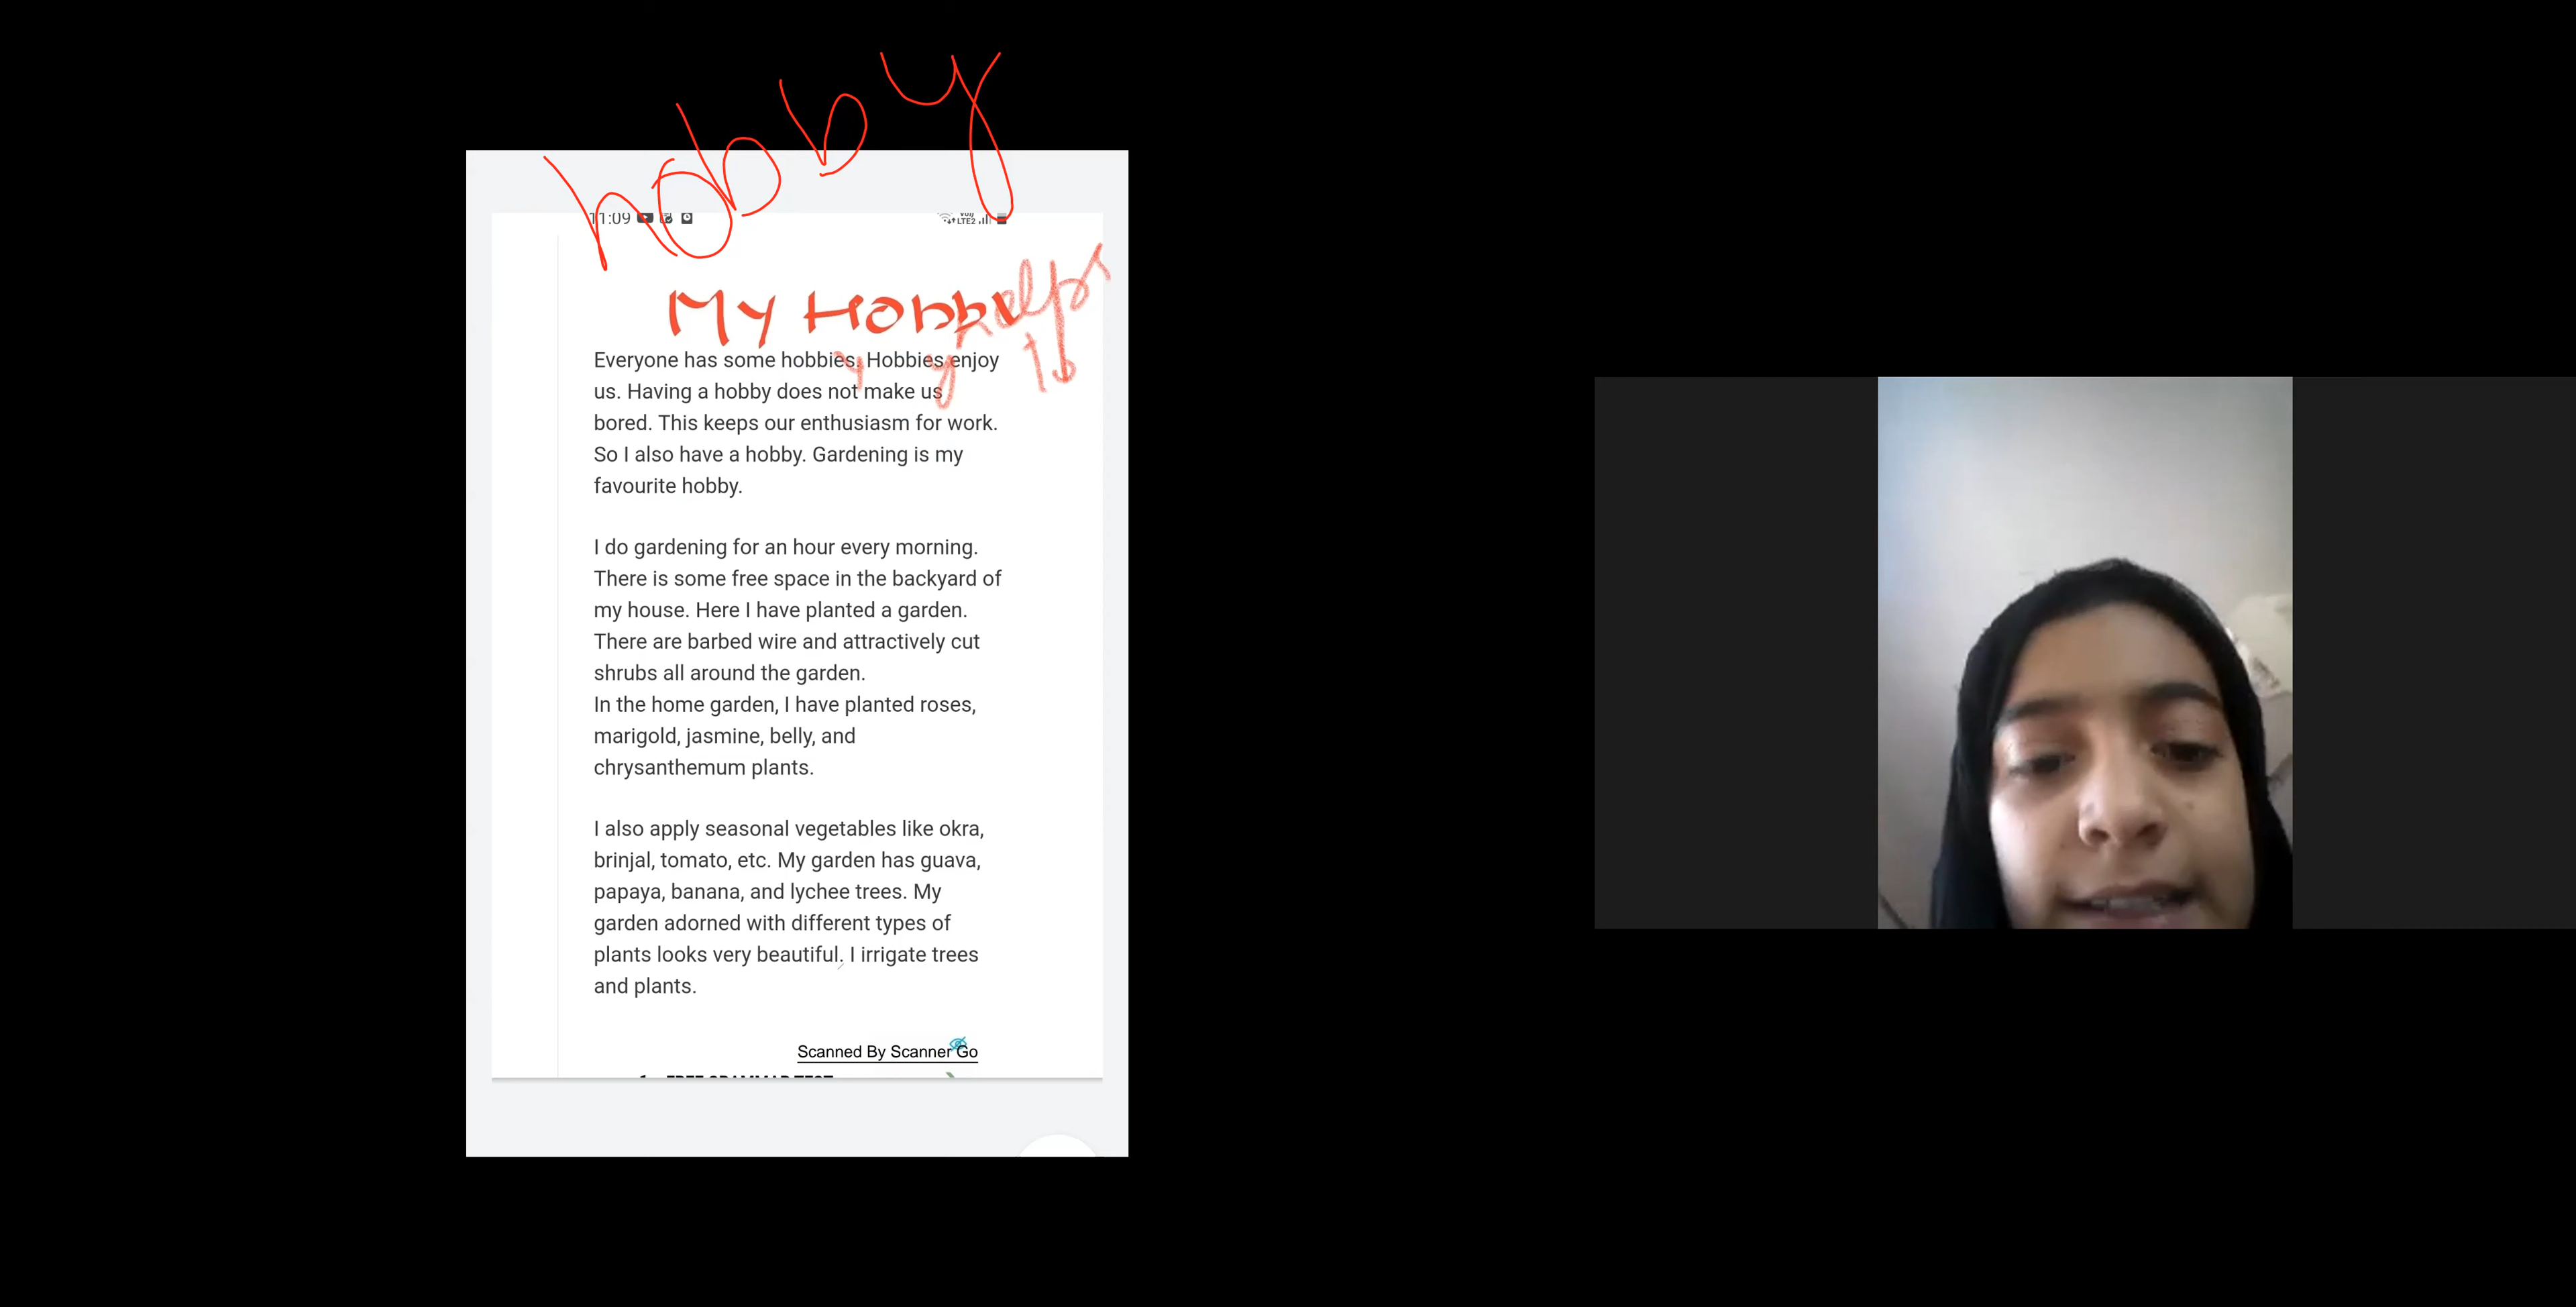 hobby
11:09
LTE2
My Hobby
helps
to
y y
Everyone has some hobbies. Hobbies enjoy
us. Having a hobby does not make us
bored. This keeps our enthusiasm for work.
So I also have a hobby. Gardening is my
favourite hobby.
I do gardening for an hour every morning.
There is some free space in the backyard of
my house. Here I have planted a garden.
There are barbed wire and attractively cut
shrubs all around the garden.
In the home garden, I have planted roses,
marigold, jasmine, belly, and
chrysanthemum plants.
I also apply seasonal vegetables like okra,
brinjal, tomato, etc. My garden has guava,
papaya, banana, and lychee trees. My
garden adorned with different types of
plants looks very beautiful. I irrigate trees
and plants.
Scanned By Scanner Go
FREE GRAMMAR TEST